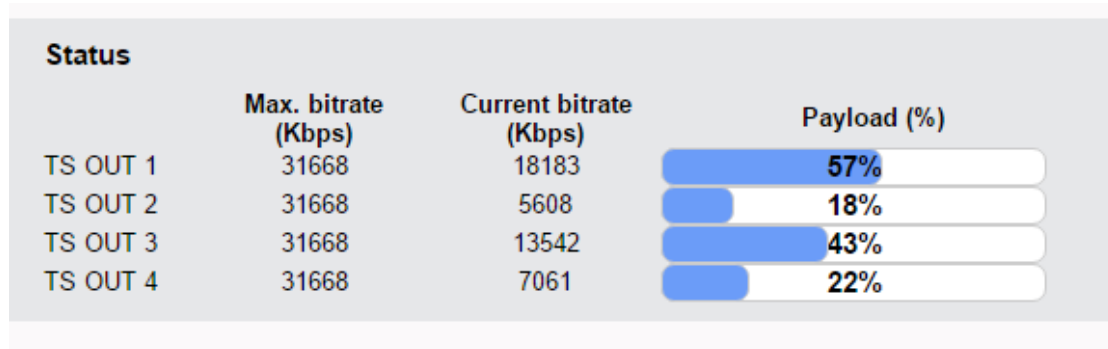 Status
Max. bitrate (Kbps) Current bitrate (Kbps) Payload (%)
TS OUT 1 31668 18183 57%
TS OUT 2 31668 5608 18%
TS OUT 3 31668 13542 43%
TS OUT 4 31668 7061 22%